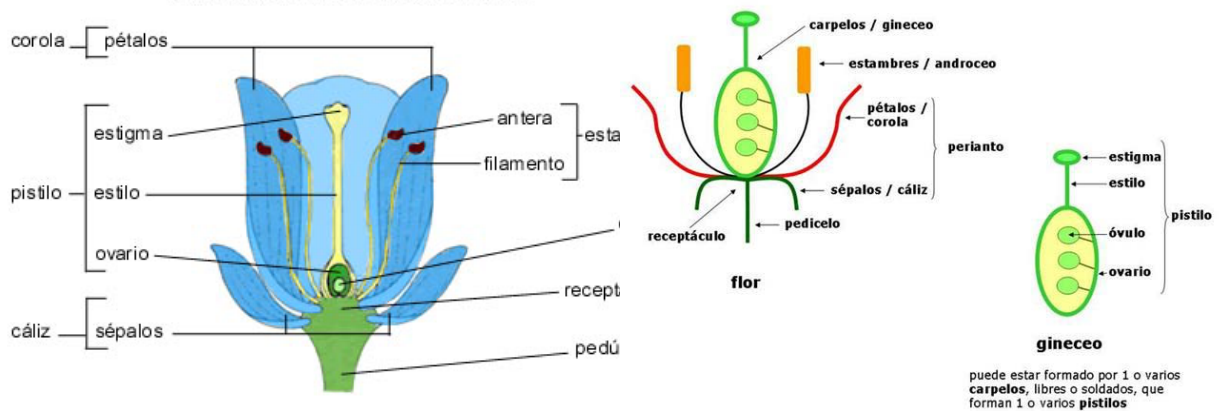 corola
pétalos
pistilo
estigma
estilo
ovario
cáliz
sépalos
antera
filamento
carpelos / gineceo
estambres / androceo
pétalos /
corola
perianto
sépalos / cáliz
receptáculo
pedicelo
flor
estigma
estilo
óvulo
ovario
pistilo
gineceo
puede estar formado por 1 o varios
carpelos, libres o soldados, que
forman 1 o varios pistilos